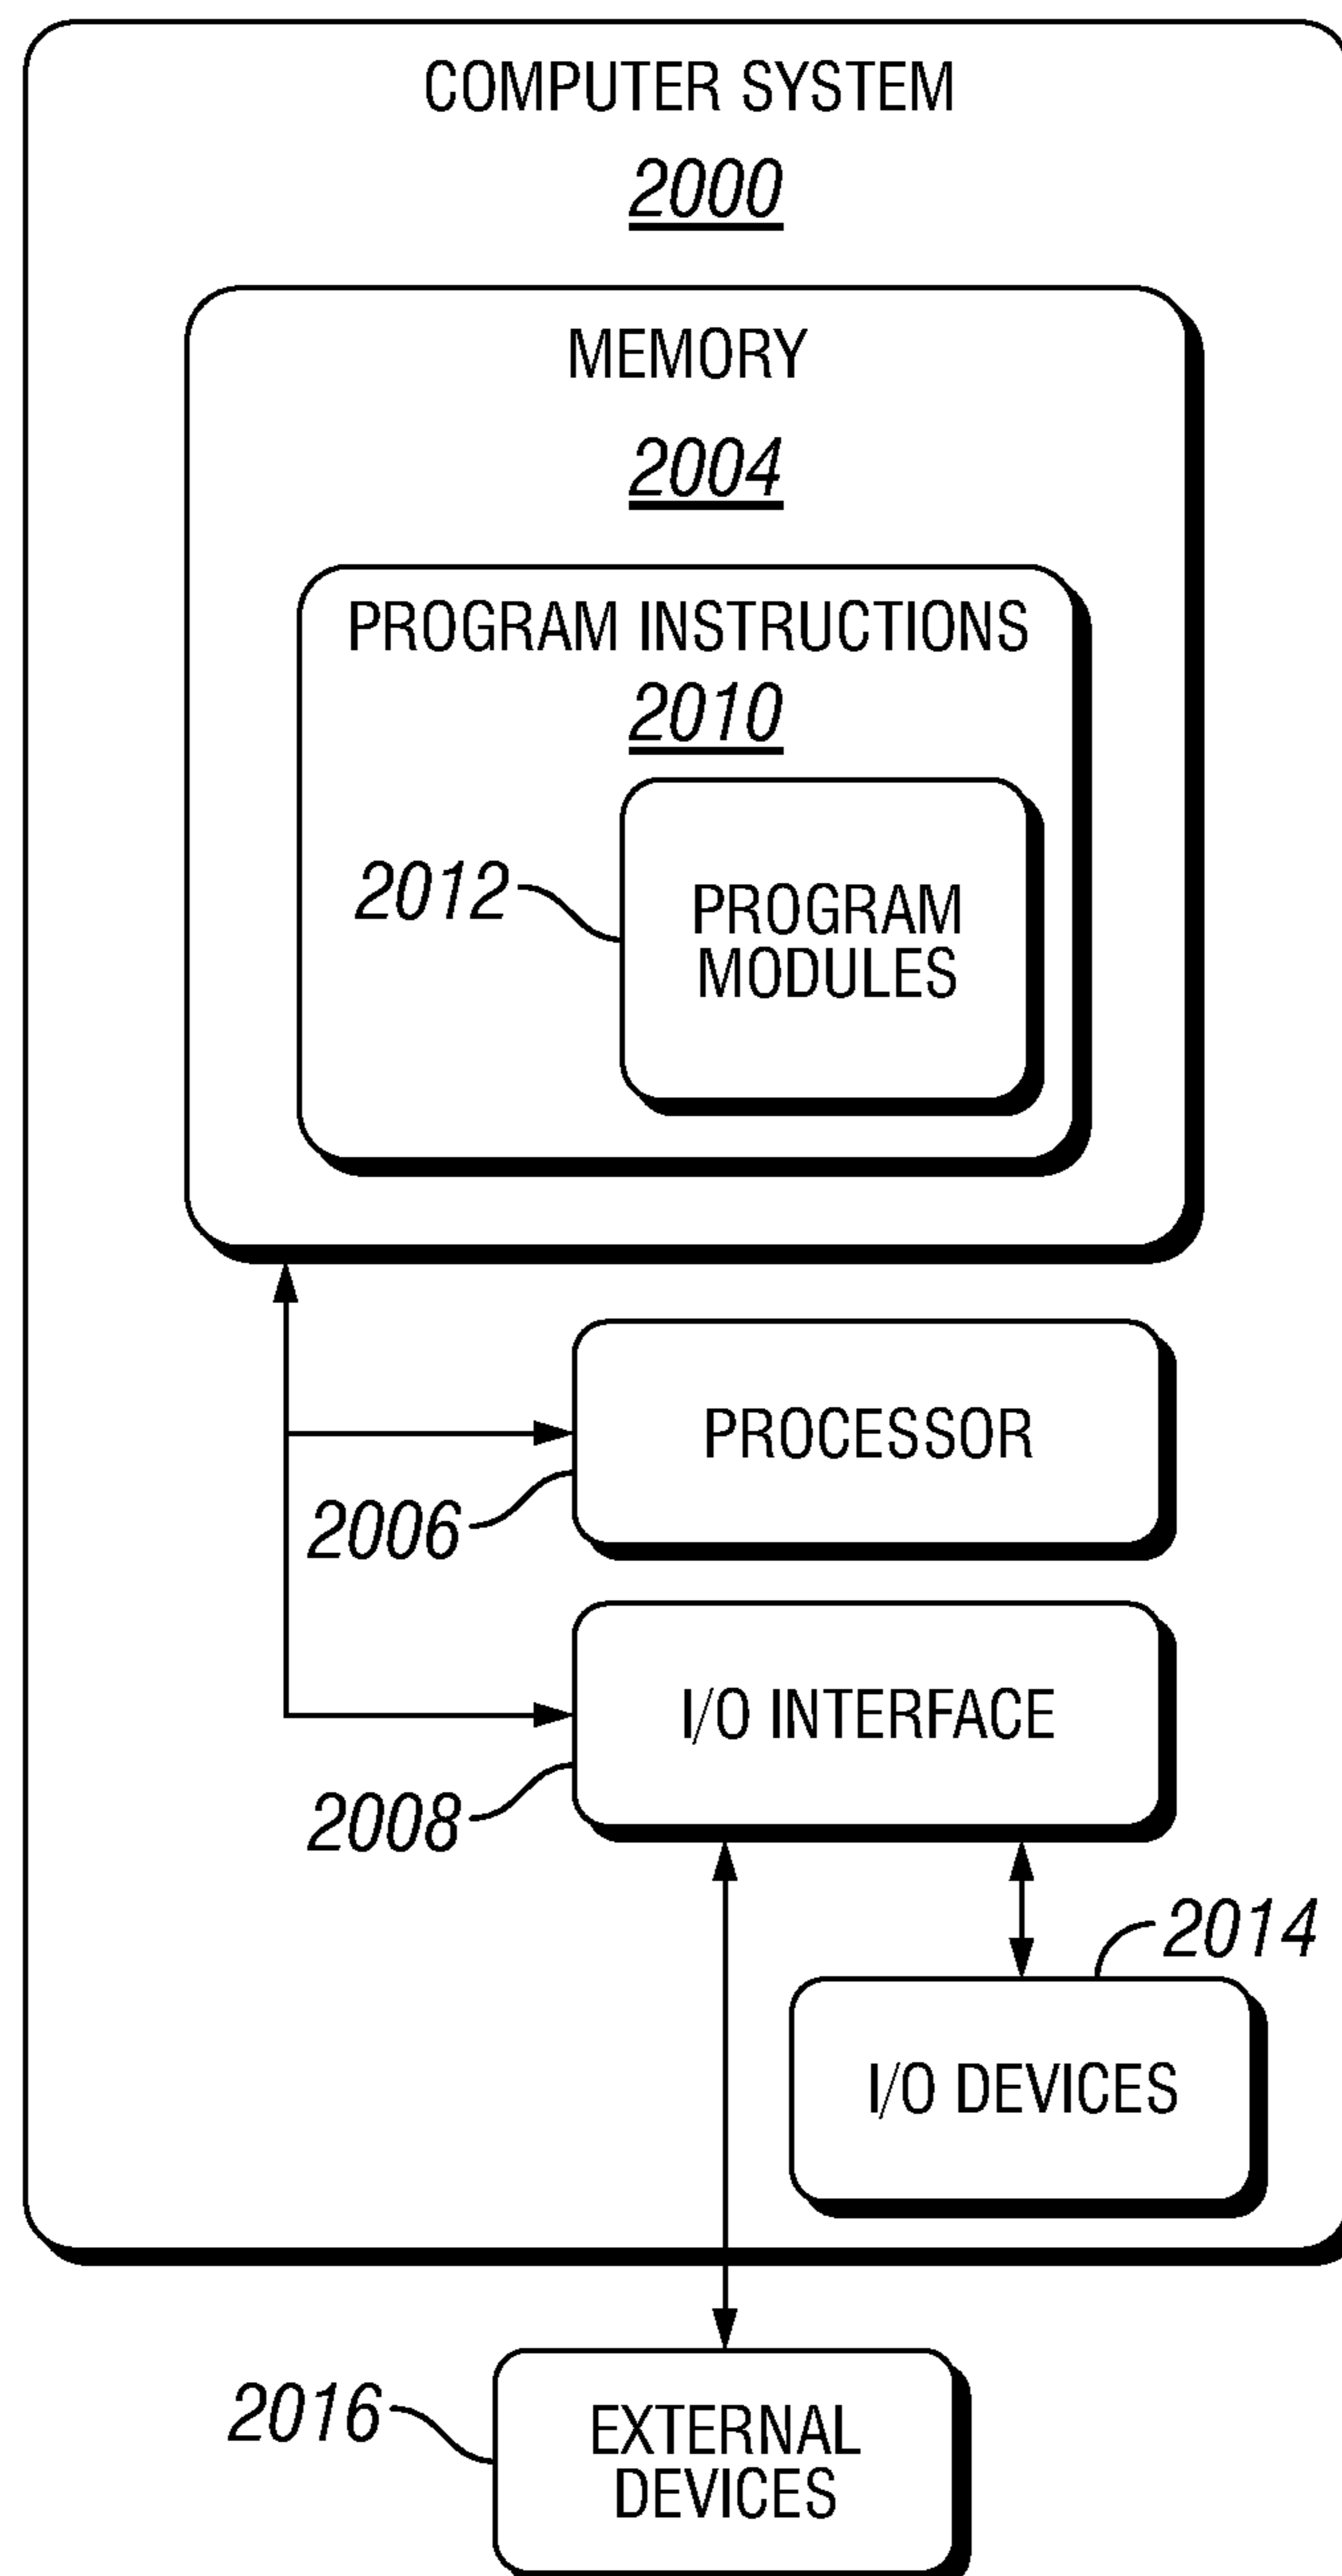 COMPUTER SYSTEM
2000
MEMORY
2004
PROGRAM INSTRUCTIONS
2010
2012
PROGRAM
MODULES
PROCESSOR
2006
I/O INTERFACE
2008
2014
I/O DEVICES
2016
EXTERNAL
DEVICES